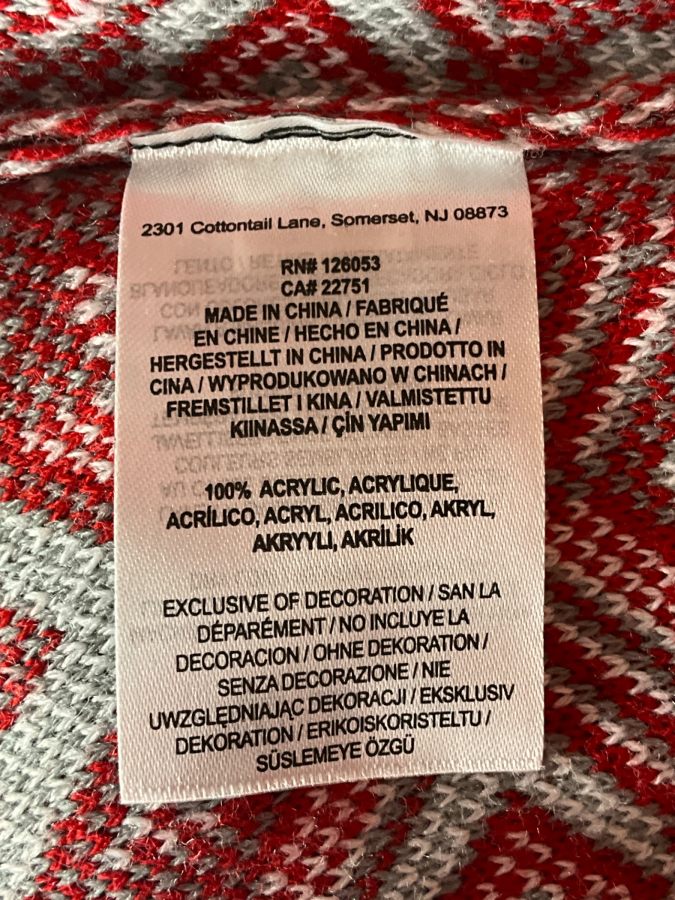 2301 Cottontail Lane, Somerset, NJ 08873
RN# 126053
CA# 22751
MADE IN CHINA / FABRIQUÉ
EN CHINE / HECHO EN CHINA /
HERGESTELLT IN CHINA / PRODOTTO IN
CINA / WYPRODUKOWANO W CHINACH /
FREMSTILLET I KINA / VALMISTETTU
KIINASSA / ÇİN YAPIMI
100% ACRYLIC, ACRYLIQUE,
ACRÍLICO, ACRYL, ACRILICO, AKRYL,
AKRYYLI, AKRİLİK
EXCLUSIVE OF DECORATION / SAN LA
DÉPARÉMENT / NO INCLUYE LA
DECORACION / OHNE DEKORATION /
SENZA DECORAZIONE / NIE
UWZGLĘDNIAJĄC DEKORACJI / EKSKLUSIV
DEKORATION / ERIKOISKORISTELTU /
SÜSLEMEYE ÖZGÜ